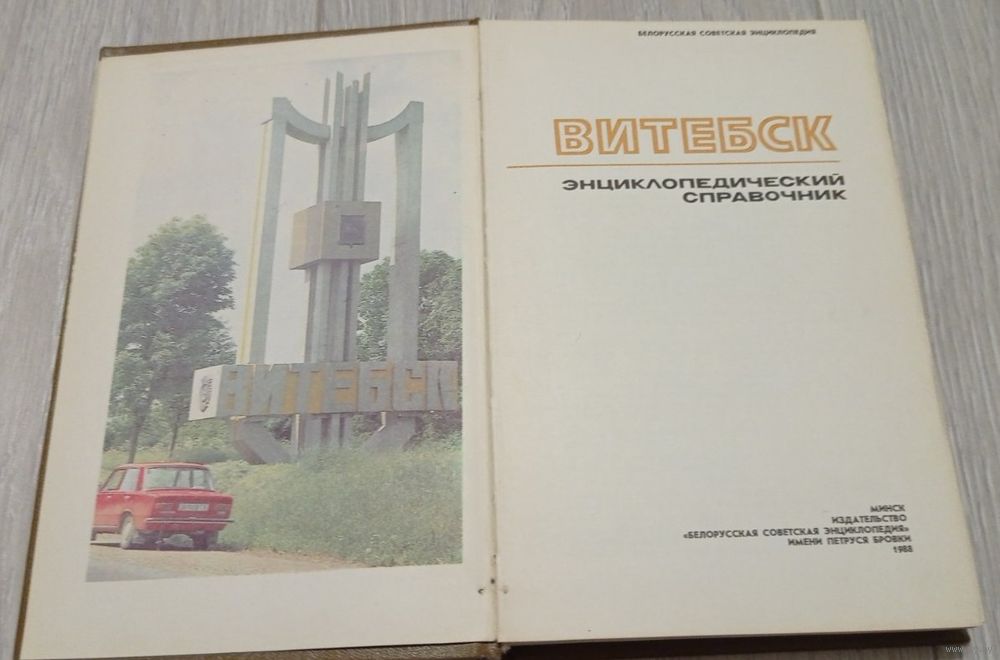 ВИТЕБСК
БЕЛОРУССКАЯ СОВЕТСКАЯ ЭНЦИКЛОПЕДИЯ
ВИТЕБСК
ЭНЦИКЛОПЕДИЧЕСКИЙ
СПРАВОЧНИК
МИНСК
ИЗДАТЕЛЬСТВО
«БЕЛОРУССКАЯ СОВЕТСКАЯ ЭНЦИКЛОПЕДИЯ»
ИМЕНИ ПЕТРУСЯ БРОВКИ
1988